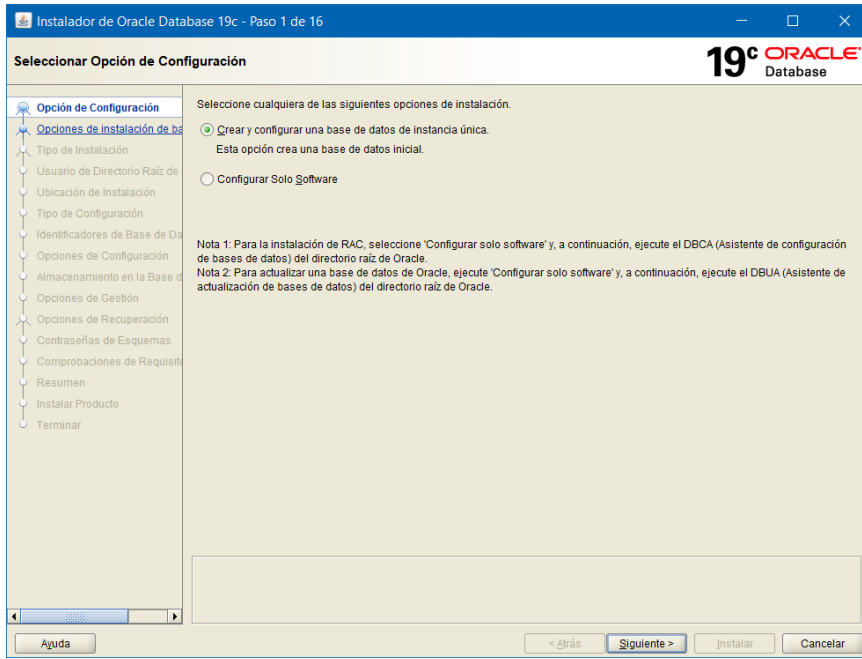 Instalador de Oracle Database 19c - Paso 1 de 16
Seleccionar Opción de Configuración
19c ORACLE
Database
Opción de Configuración
Opciones de instalación de ba
Tipo de Instalación
Usuario de Directorio Raíz de
Ubicación de Instalación
Tipo de Configuración
Identificadores de Base de Da
Opciones de Configuración
Almacenamiento en la Base d
Opciones de Gestión
Opciones de Recuperación
Contraseñas de Esquemas
Comprobaciones de Requisito
Resumen
Instalar Producto
Terminar
Seleccione cualquiera de las siguientes opciones de instalación.
Crear y configurar una base de datos de instancia única.
Esta opción crea una base de datos inicial.
Configurar Solo Software
Nota 1: Para la instalación de RAC, seleccione 'Configurar solo software' y, a continuación, ejecute el DBCA (Asistente de configuración
de bases de datos) del directorio raíz de Oracle.
Nota 2: Para actualizar una base de datos de Oracle, ejecute 'Configurar solo software' y, a continuación, ejecute el DBUA (Asistente de
actualización de bases de datos) del directorio raíz de Oracle.
Ayuda
< Atrás
Siguiente >
Instalar
Cancelar